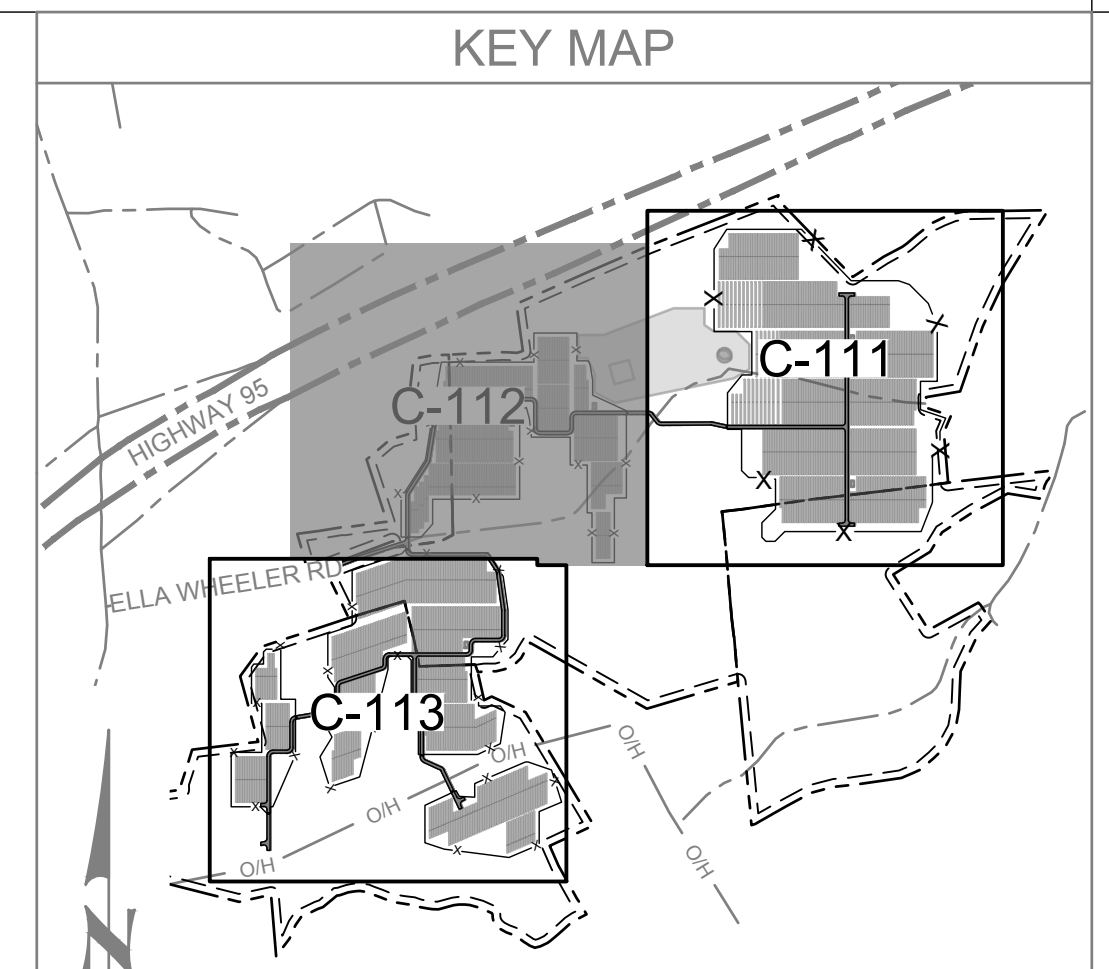 KEY MAP
C-111
C-112
HIGHWAY 95
ELLA WHEELER RD
C-113
O/H
O/H
O/H
O/H
O/H
N